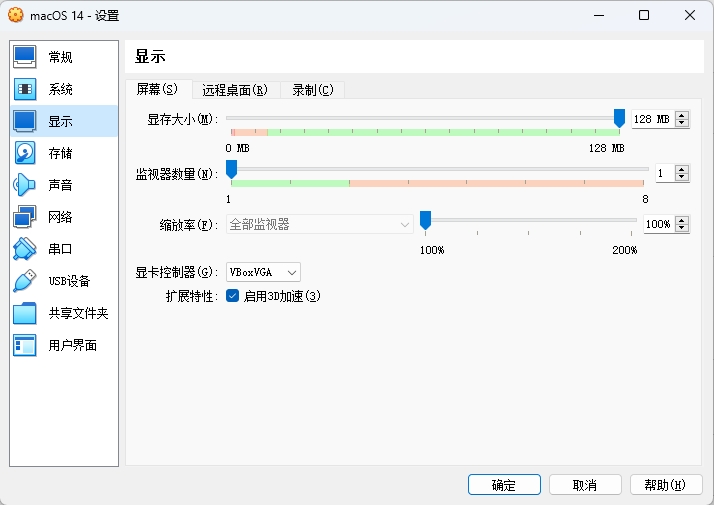 macOS 14 - 设置
常规
系统
显示
存储
声音
网络
串口
USB设备
共享文件夹
用户界面
显示
屏幕(S) 远程桌面(R) 录制(C)
显存大小(M): 128 MB
0 MB 128 MB
监视器数量(N): 1
1 8
缩放率(F): 全部监视器 100%
100% 200%
显卡控制器(G): VBoxVGA
扩展特性: 启用3D加速(3)
确定 取消 帮助(H)